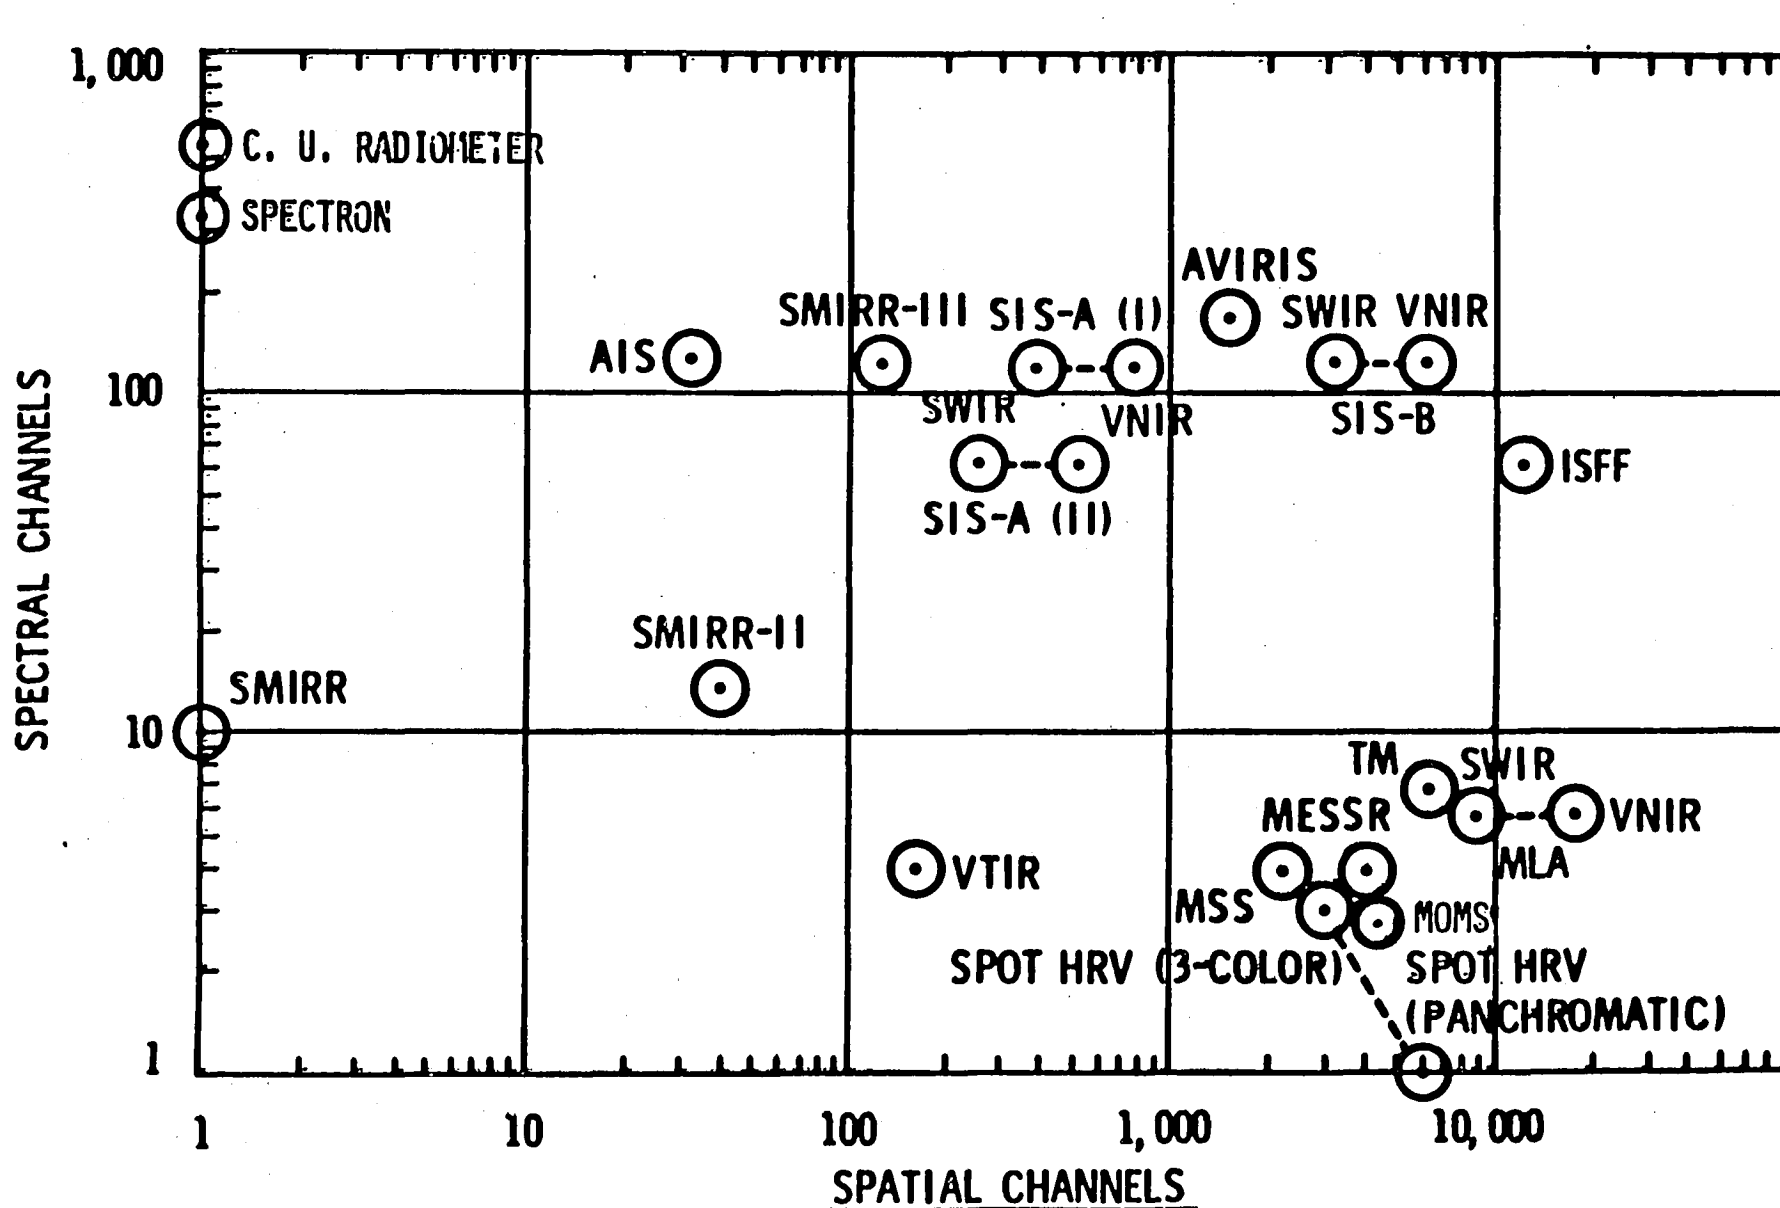 1,000
C. U. RADIOMETER
SPECTRON
AVIRIS
SMIRR-III SIS-A (I) SWIR VNIR
AIS
100
SWIR VNIR SIS-B
ISFF
SIS-A (II)
SPECTRAL CHANNELS
SMIRR-II
SMIRR
10
TM SWIR
MESSR VNIR
VTIR MLA
MSS MOMS
SPOT HRV (3-COLOR) SPOT HRV
(PANCHROMATIC)
1
1 10 100 1,000 10,000
SPATIAL CHANNELS